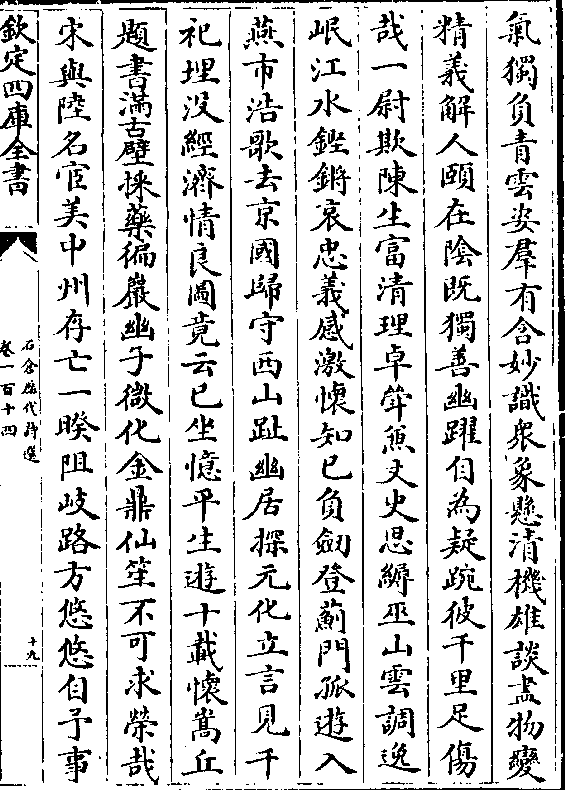 氣獨負青雲姿羣有含妙識衆象懸清機雄談盡物變
精義解人頤在陰既獨善幽躍自為疑踠彼千里足傷
哉一尉欺陳生富清理卓犖兼文史思縟巫山雲調逸
岷江水鏗鏘哀忠義感激懐知已負劒登薊門孤遊入
燕市浩歌去京國歸守西山趾幽居探元化立言見千
祀埋没經濟情良圖竟云已坐憶平生遊十載懐嵩丘
題書滿古壁採藥徧巖幽子微化金鼎仙笙不可求榮哉
宋與陸名宦美中州存亡一暌阻岐路方悠悠自予事
欽定四庫全書
石倉歴代詩選
卷一百十四
十九